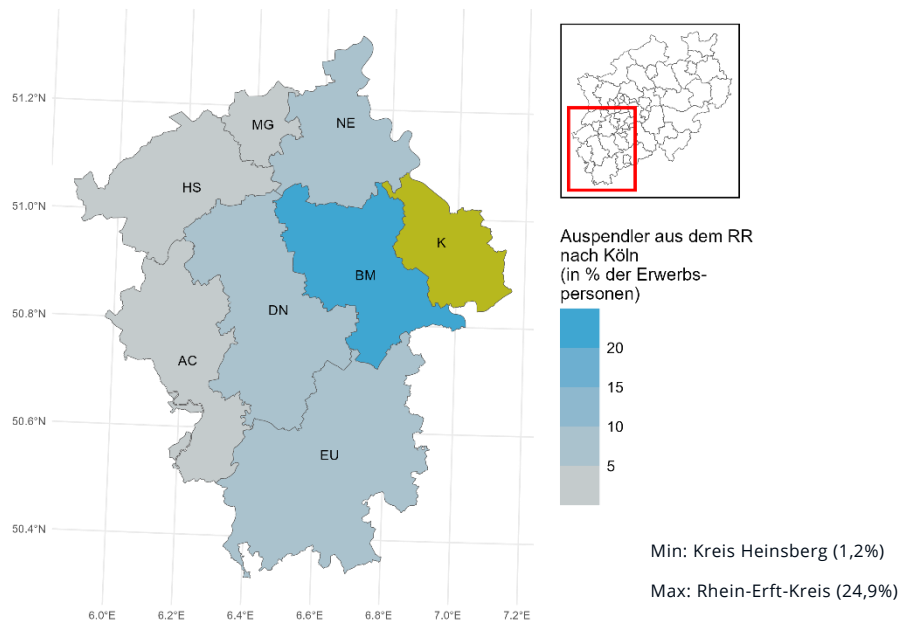 51.2°N
51.0°N
50.8°N
50.6°N
50.4°N
6.0°E
6.2°E
6.4°E
6.6°E
6.8°E
7.0°E
7.2°E
MG
NE
HS
K
BM
DN
AC
EU
Auspendler aus dem RR
nach Köln
(in % der Erwerbs-
personen)
20
15
10
5
Min: Kreis Heinsberg (1,2%)
Max: Rhein-Erft-Kreis (24,9%)